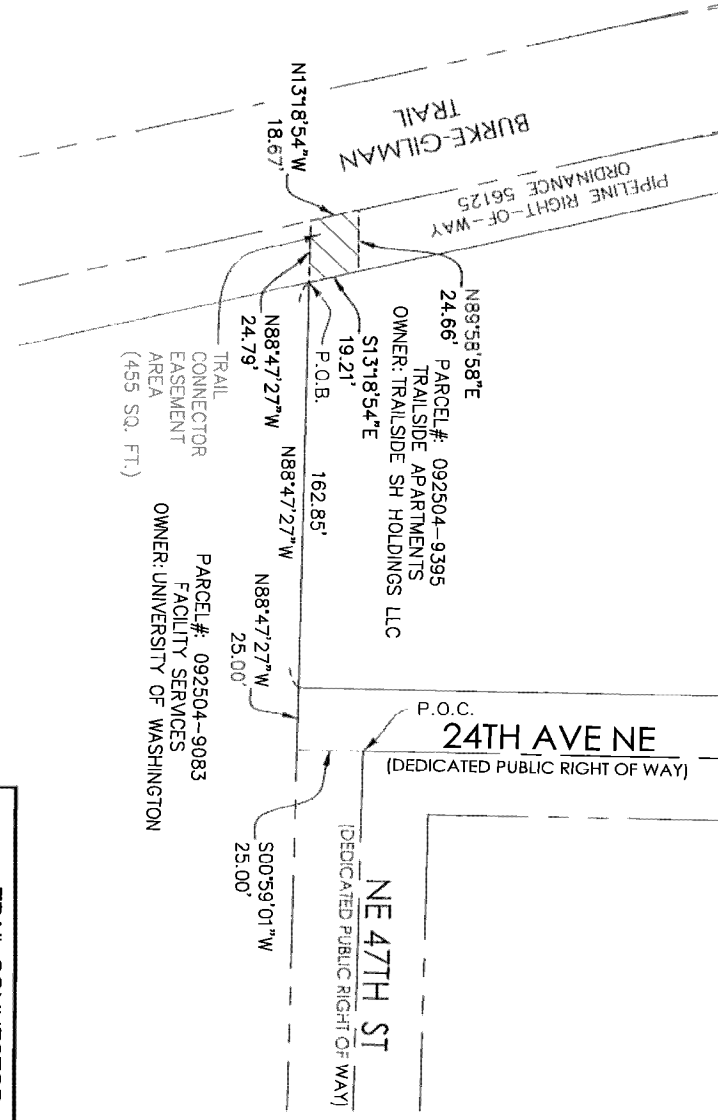 BURKE-GILMAN
TRAIL
PIPELINE RIGHT-OF-WAY
ORDINANCE 56125
N13°18'54"W
18.67'
N89°58'58"E
24.66'
PARCEL#: 092504-9395
TRAILSIDE APARTMENTS
OWNER: TRAILSIDE SH HOLDINGS LLC
S13°18'54"E
19.21'
P.O.B.
N88°47'27"W
24.79'
TRAIL
CONNECTOR
EASEMENT
AREA
(455 SQ. FT.)
162.85'
N88°47'27"W
PARCEL#: 092504-9083
FACILITY SERVICES
OWNER: UNIVERSITY OF WASHINGTON
N88°47'27"W
25.00'
P.O.C.
24TH AVE NE
(DEDICATED PUBLIC RIGHT OF WAY)
S00°59'01"W
25.00'
NE 47TH ST
(DEDICATED PUBLIC RIGHT OF WAY)